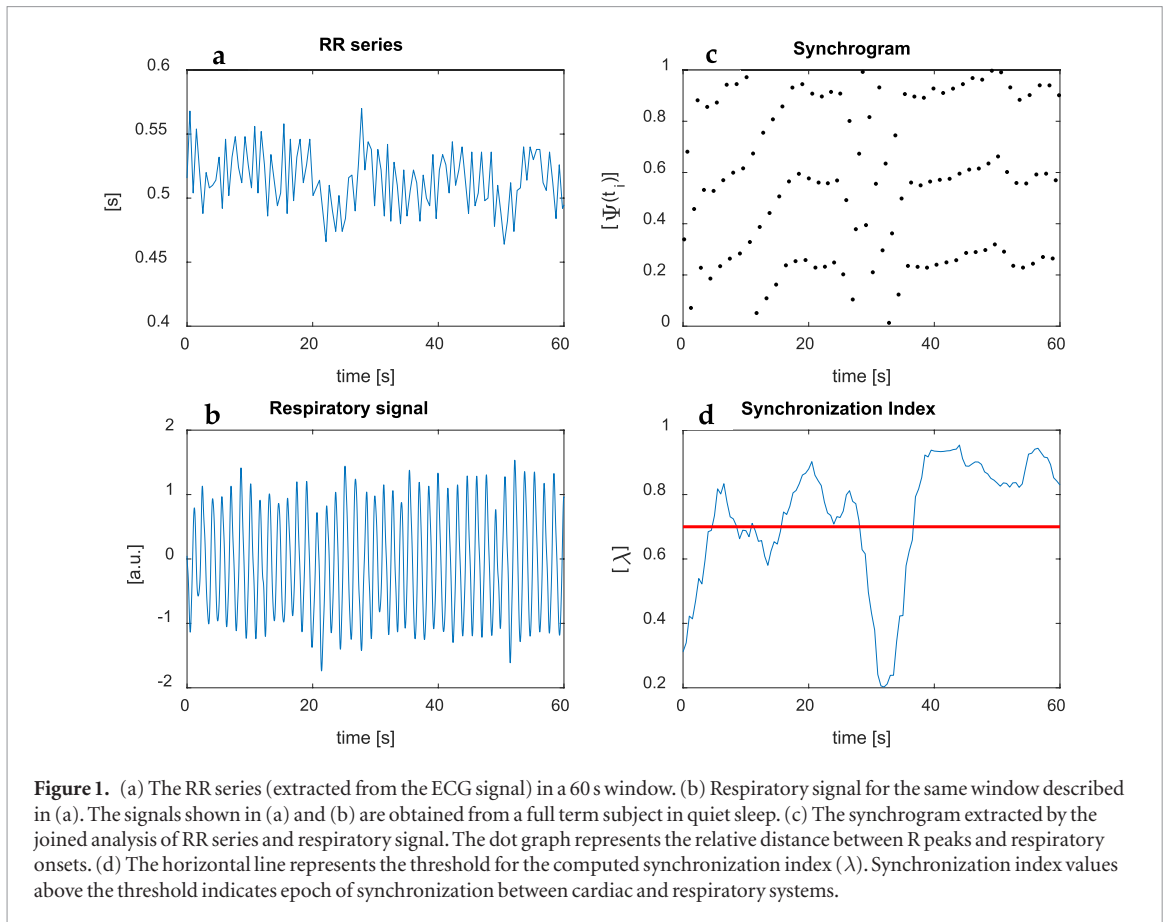 a
RR series
0.6
0.55
0.5
0.45
0.4
[s]
0
20
40
60
time [s]
c
Synchrogram
1
0.8
0.6
0.4
0.2
1
[Ψ(t_i)]
0
20
40
60
time [s]
b
Respiratory signal
2
1
0
-1
-2
[a.u.]
0
20
40
60
time [s]
d
Synchronization Index
1
0.8
0.6
0.4
0.2
[λ]
0
20
40
60
time [s]
Figure 1. (a) The RR series (extracted from the ECG signal) in a 60 s window. (b) Respiratory signal for the same window described
in (a). The signals shown in (a) and (b) are obtained from a full term subject in quiet sleep. (c) The synchrogram extracted by the
joined analysis of RR series and respiratory signal. The dot graph represents the relative distance between R peaks and respiratory
onsets. (d) The horizontal line represents the threshold for the computed synchronization index (λ). Synchronization index values
above the threshold indicates epoch of synchronization between cardiac and respiratory systems.